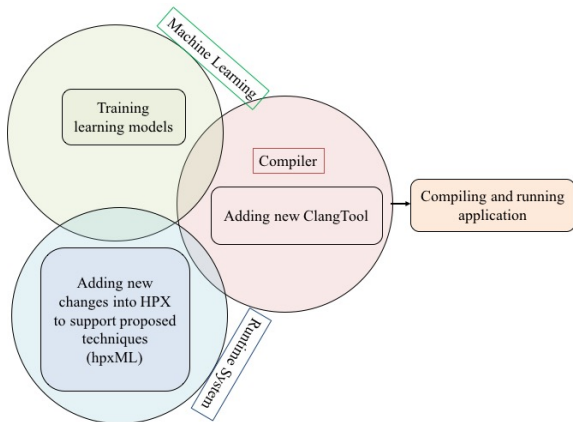 Machine Learning
Training
learning models
Compiler
Adding new ClangTool
Compiling and running
application
Adding new
changes into HPX
to support proposed
techniques
(hpxML)
Runtime System